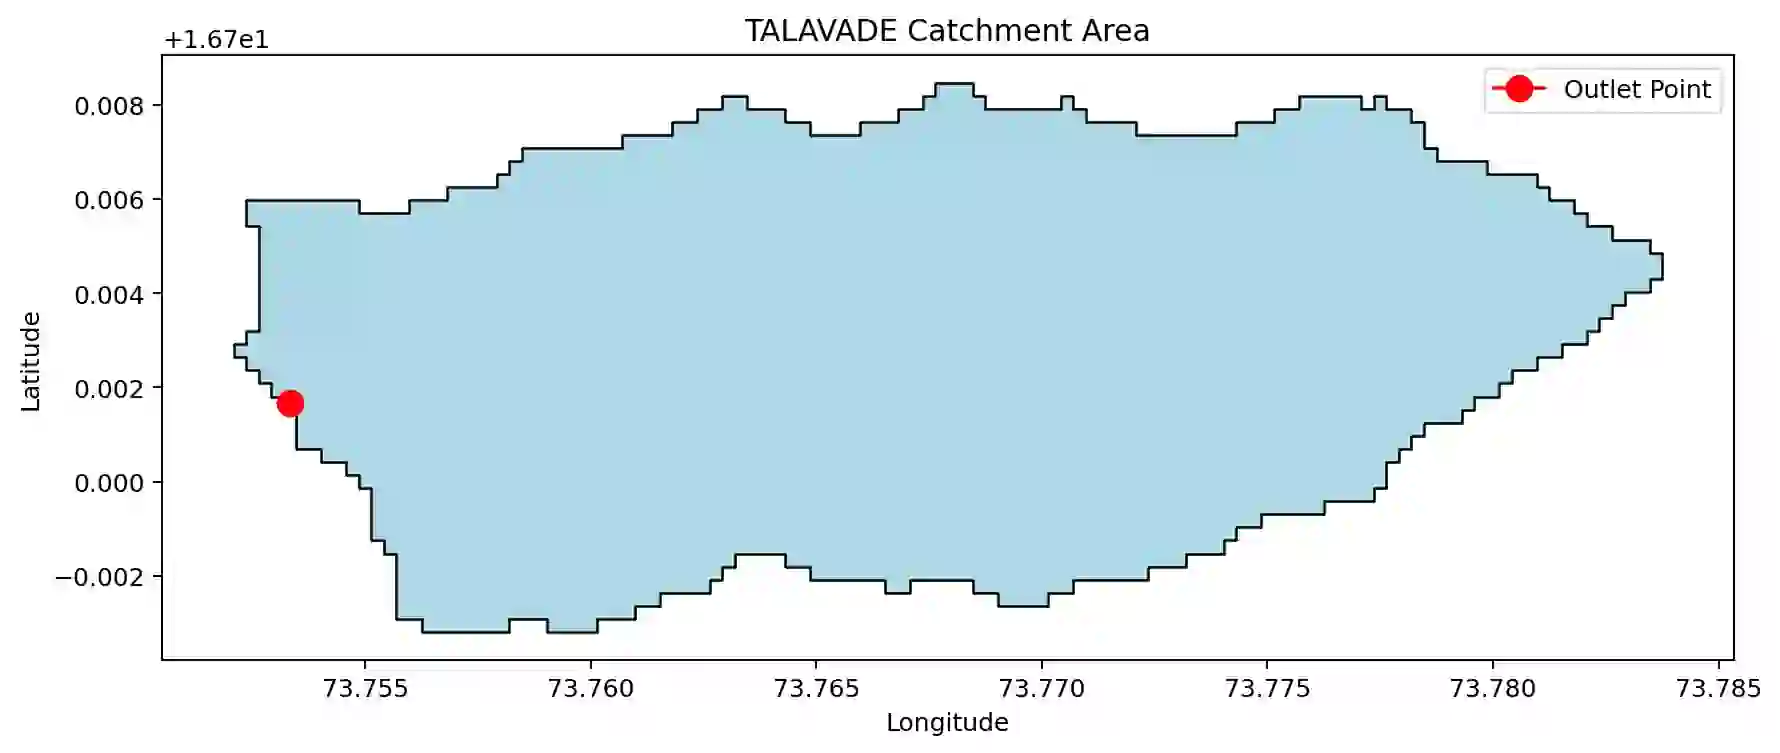 TALAVADE Catchment Area
+1.67e1
Outlet Point
0.008
0.006
0.004
0.002
0.000
−0.002
Latitude
73.755 73.760 73.765 73.770 73.775 73.780 73.785
Longitude